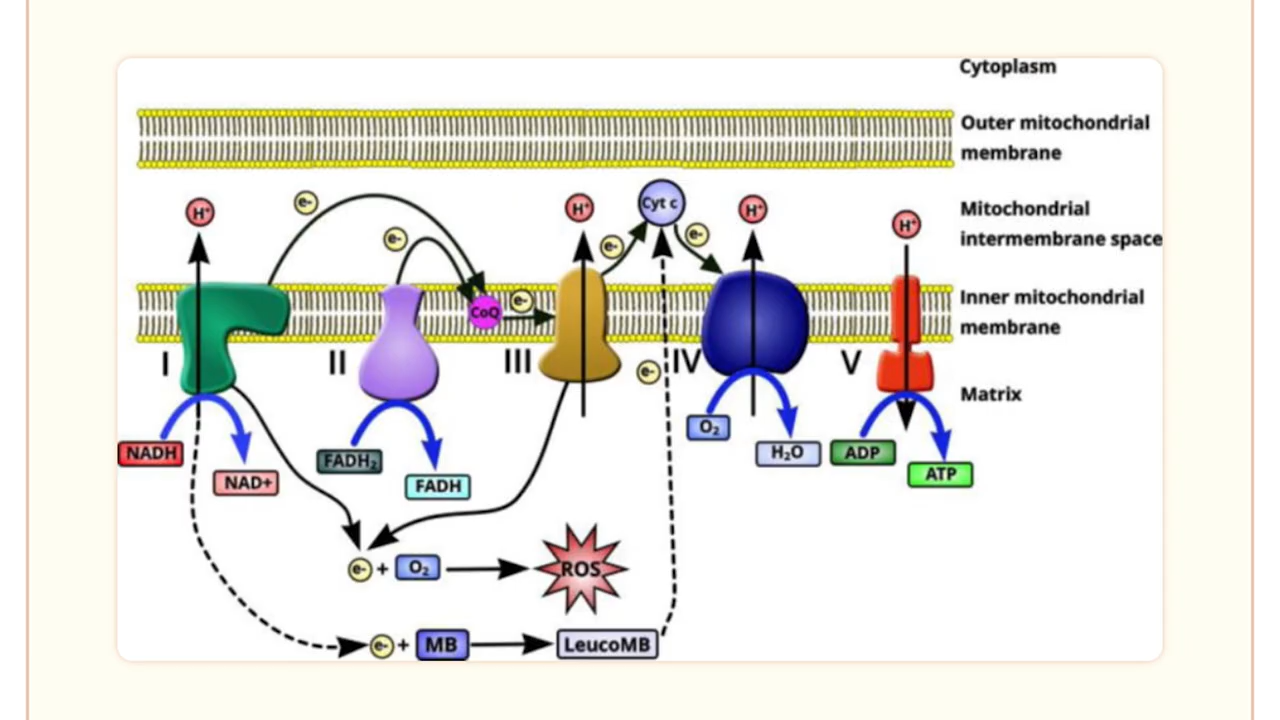 Cytoplasm
Outer mitochondrial
membrane
Mitochondrial
intermembrane space
Inner mitochondrial
membrane
Matrix
H⁺
e-
e-
H⁺
e-
Cyt c
e-
H⁺
H⁺
CoQ
e-
I
II
III
e-
IV
V
NADH
NAD+
FADH₂
FADH
O₂
H₂O
ADP
ATP
e- + O₂
ROS
e- + MB
LeucoMB